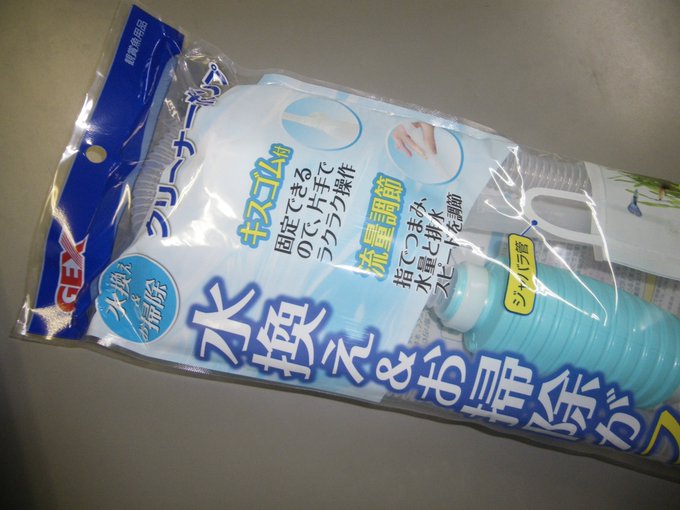 観賞魚用品
GEX
クリーナーポンプ
水換え
&
お掃除
キスゴム付
固定できる
ので、片手で
ラクラク操作
流量調節
指でつまみ、
水量と排水
スピードを調節
ジャバラ管
水換え&お掃除が